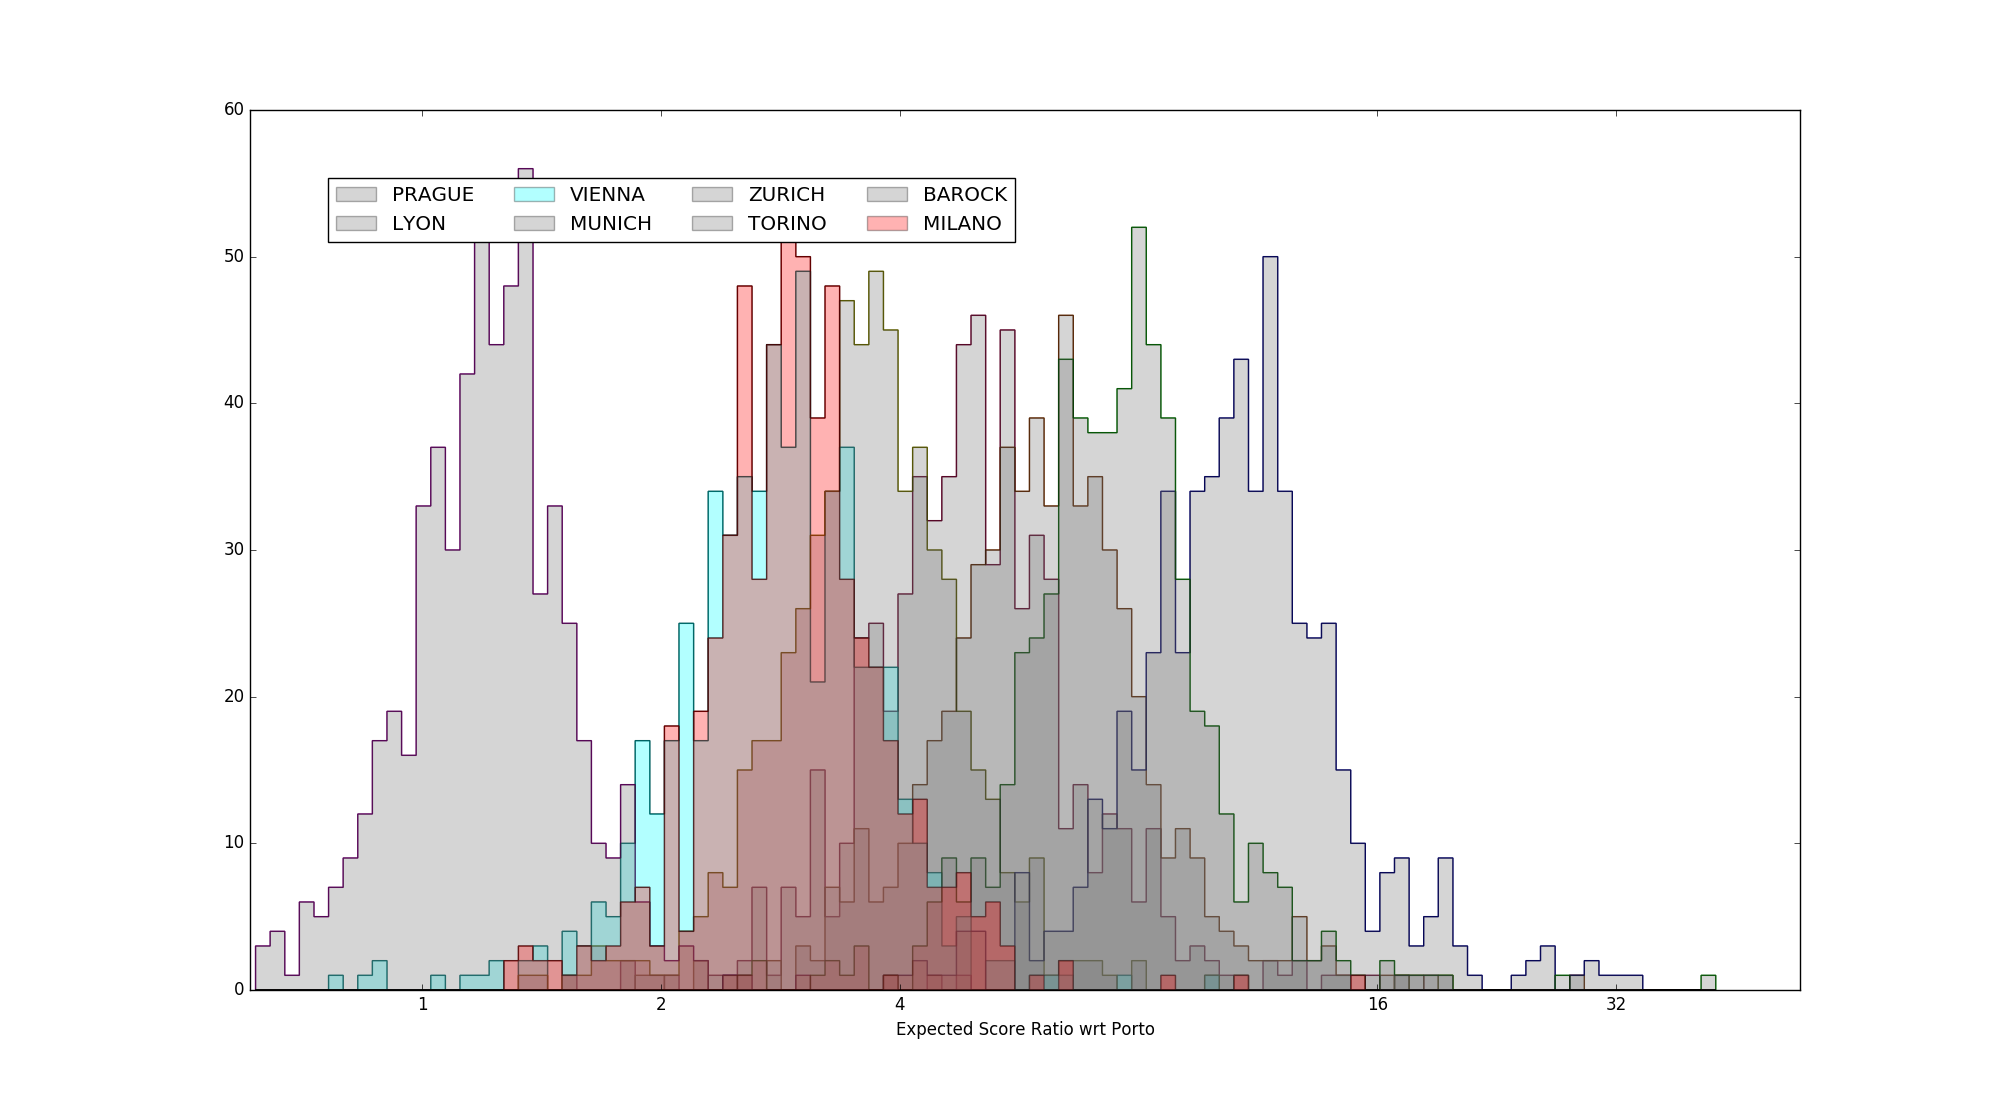 60
50
40
30
20
10
0
PRAGUE VIENNA ZURICH BAROCK
LYON MUNICH TORINO MILANO
1 2 4 16 32
Expected Score Ratio wrt Porto